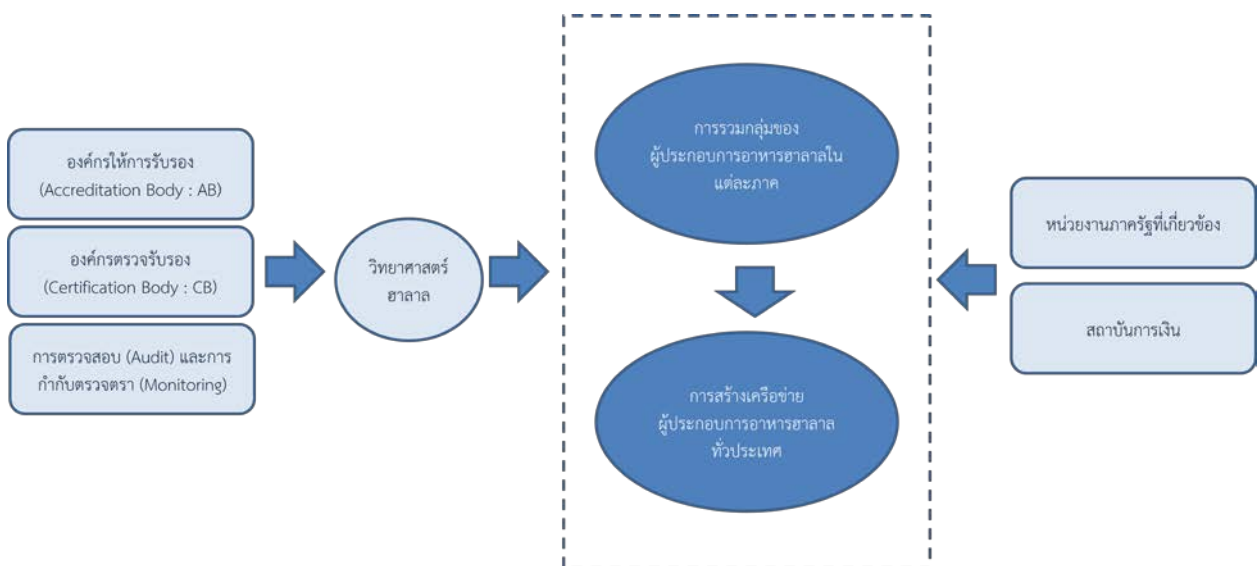 องค์กรให้การรับรอง
(Accreditation Body : AB)
องค์กรตรวจรับรอง
(Certification Body : CB)
การตรวจสอบ (Audit) และการ
กำกับตรวจตรา (Monitoring)
วิทยาศาสตร์
ฮาลาล
การรวมกลุ่มของ
ผู้ประกอบการอาหารฮาลาลใน
แต่ละภาค
การสร้างเครือข่าย
ผู้ประกอบการอาหารฮาลาล
ทั่วประเทศ
หน่วยงานภาครัฐที่เกี่ยวข้อง
สถาบันการเงิน